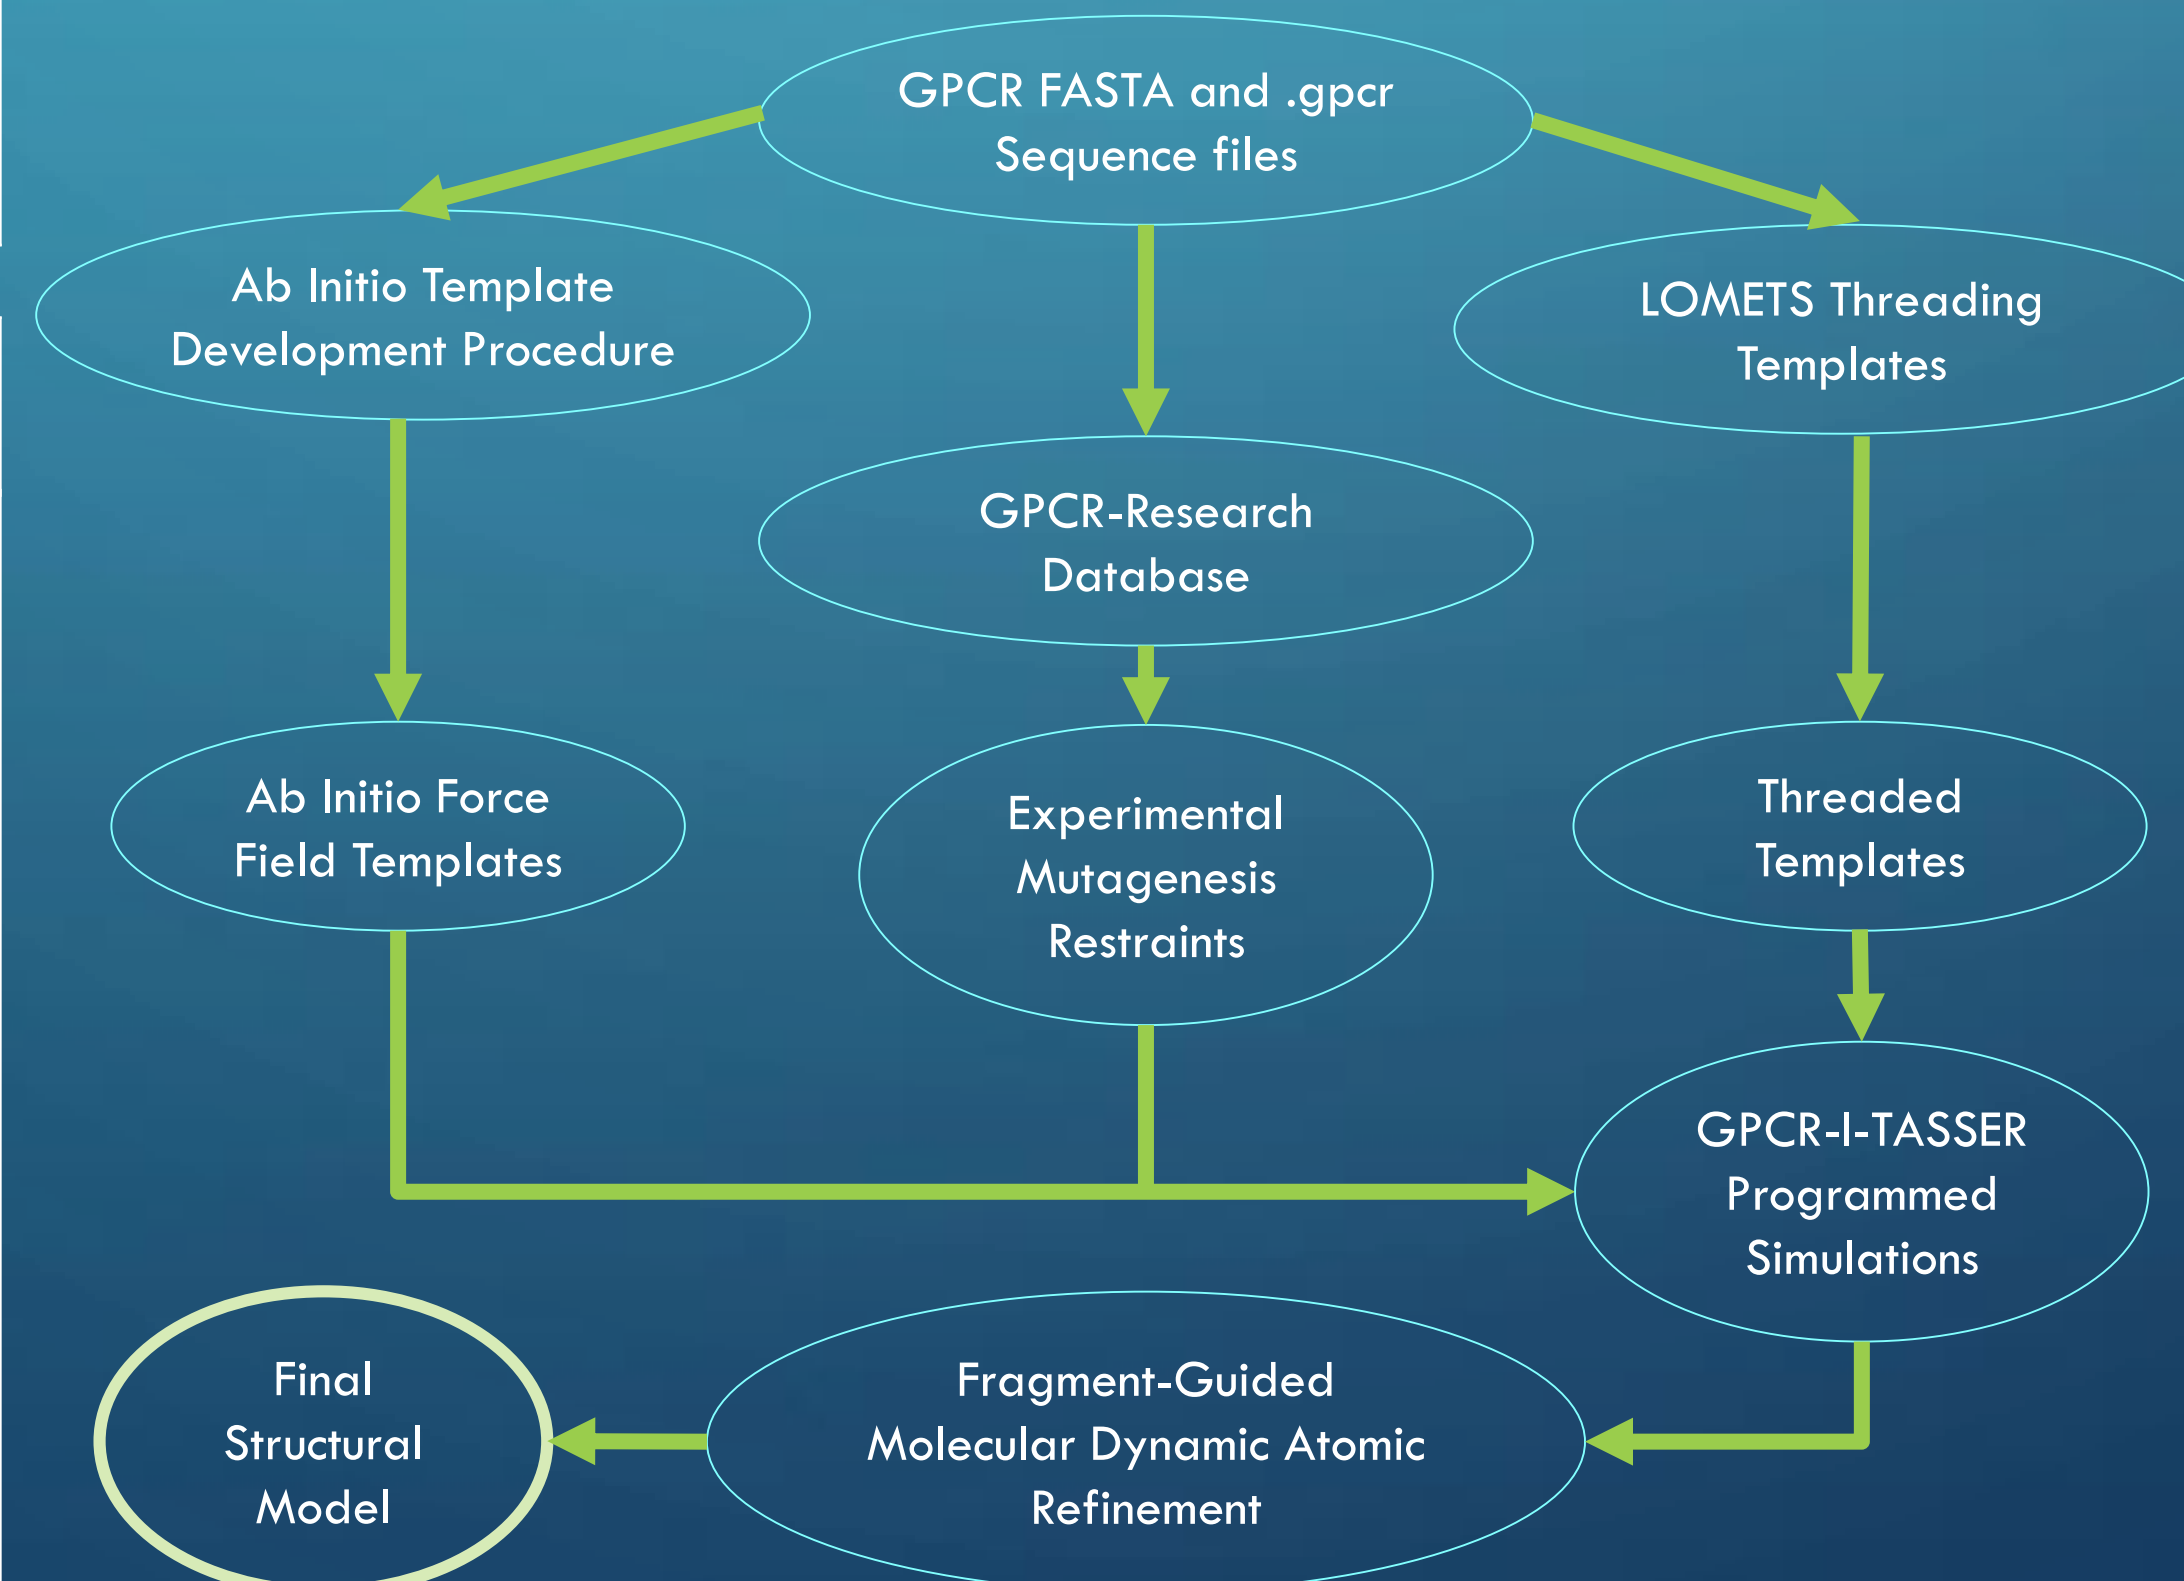 GPCR FASTA and .gpcr
Sequence files
Ab Initio Template
Development Procedure
LOMETS Threading
Templates
GPCR-Research
Database
Ab Initio Force
Field Templates
Experimental
Mutagenesis
Restraints
Threaded
Templates
GPCR-I-TASSER
Programmed
Simulations
Final
Structural
Model
Fragment-Guided
Molecular Dynamic Atomic
Refinement